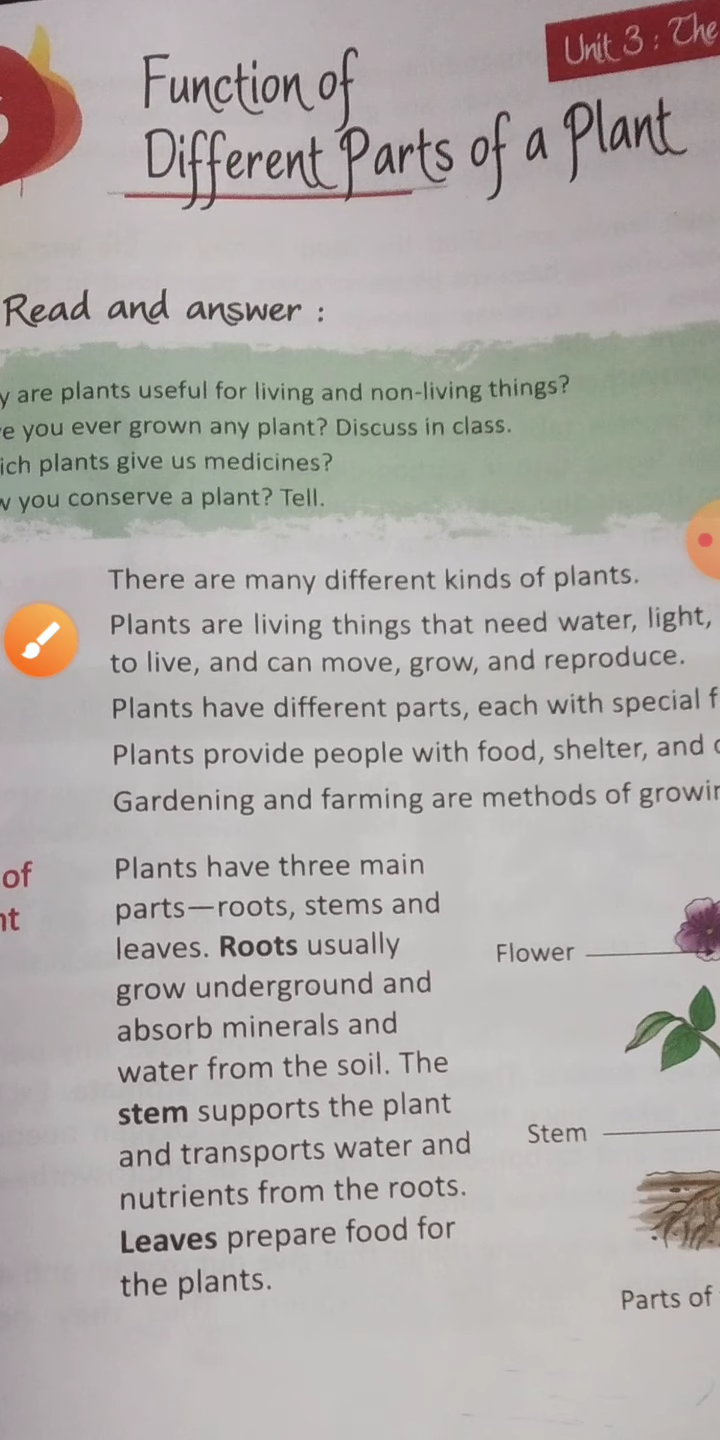 Unit 3 : The
Function of
Different Parts of a Plant
Read and answer :
are plants useful for living and non-living things?
you ever grown any plant? Discuss in class.
plants give us medicines?
you conserve a plant? Tell.
There are many different kinds of plants.
Plants are living things that need water, light,
to live, and can move, grow, and reproduce.
Plants have different parts, each with special
Plants provide people with food, shelter, and
Gardening and farming are methods of
of
Plants have three main
parts—roots, stems and
leaves. Roots usually
grow underground and
absorb minerals and
water from the soil. The
stem supports the plant
and transports water and
nutrients from the roots.
Leaves prepare food for
the plants.
Flower
Stem
Parts of